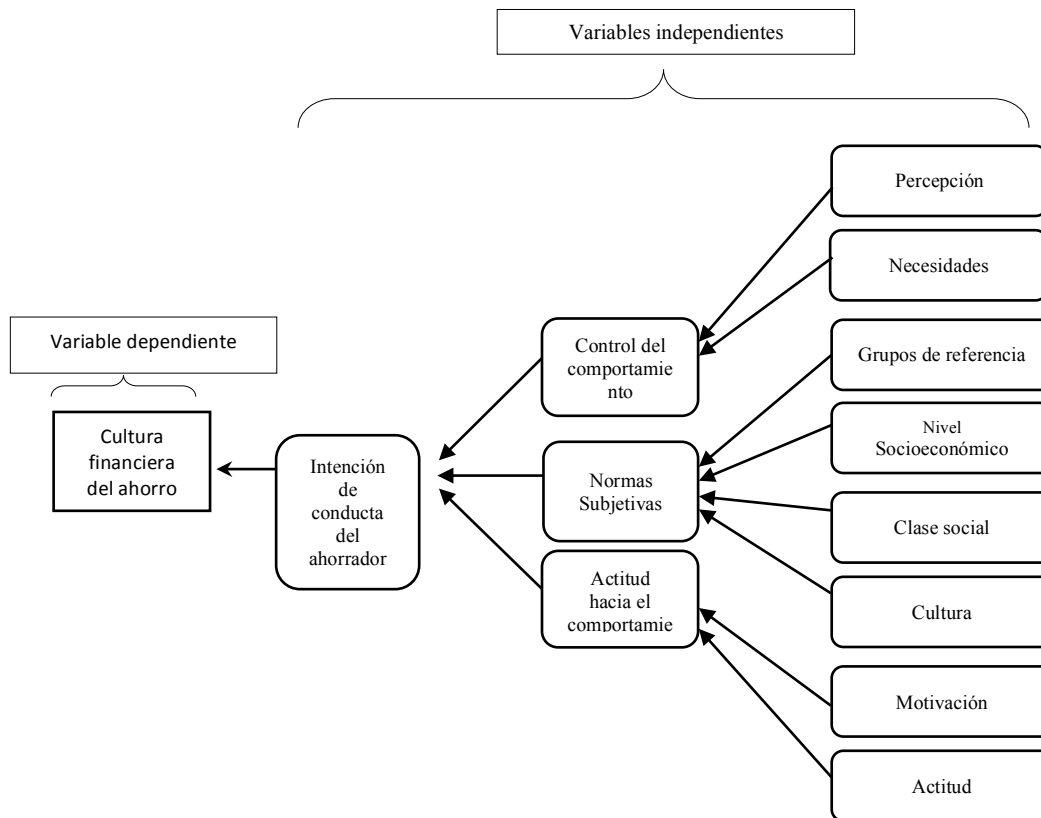 Variables independientes
Percepción
Necesidades
Variable dependiente
Control del
comportamie
nto
Grupos de referencia
Cultura
financiera
del ahorro
Intención
de
conducta
del
ahorrador
Normas
Subjetivas
Nivel
Socioeconómico
Clase social
Actitud
hacia el
comportamie
Cultura
Motivación
Actitud